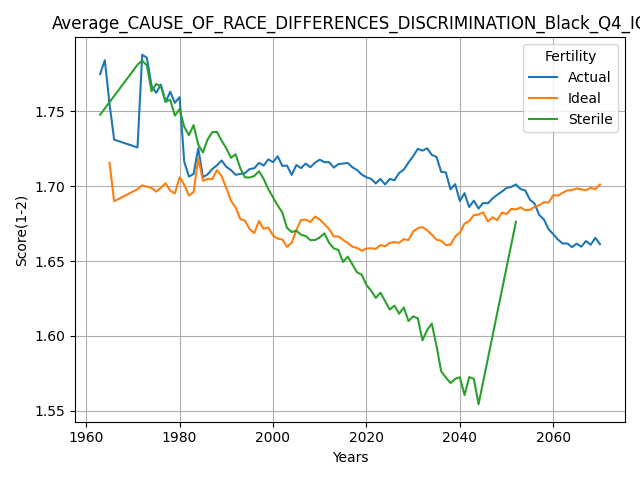 Average_CAUSE_OF_RACE_DIFFERENCES_DISCRIMINATION_Black_Q4_IQ
Fertility
Actual
Ideal
Sterile
Score(1-2)
1.75
1.70
1.65
1.60
1.55
1960 1980 2000 2020 2040 2060
Years